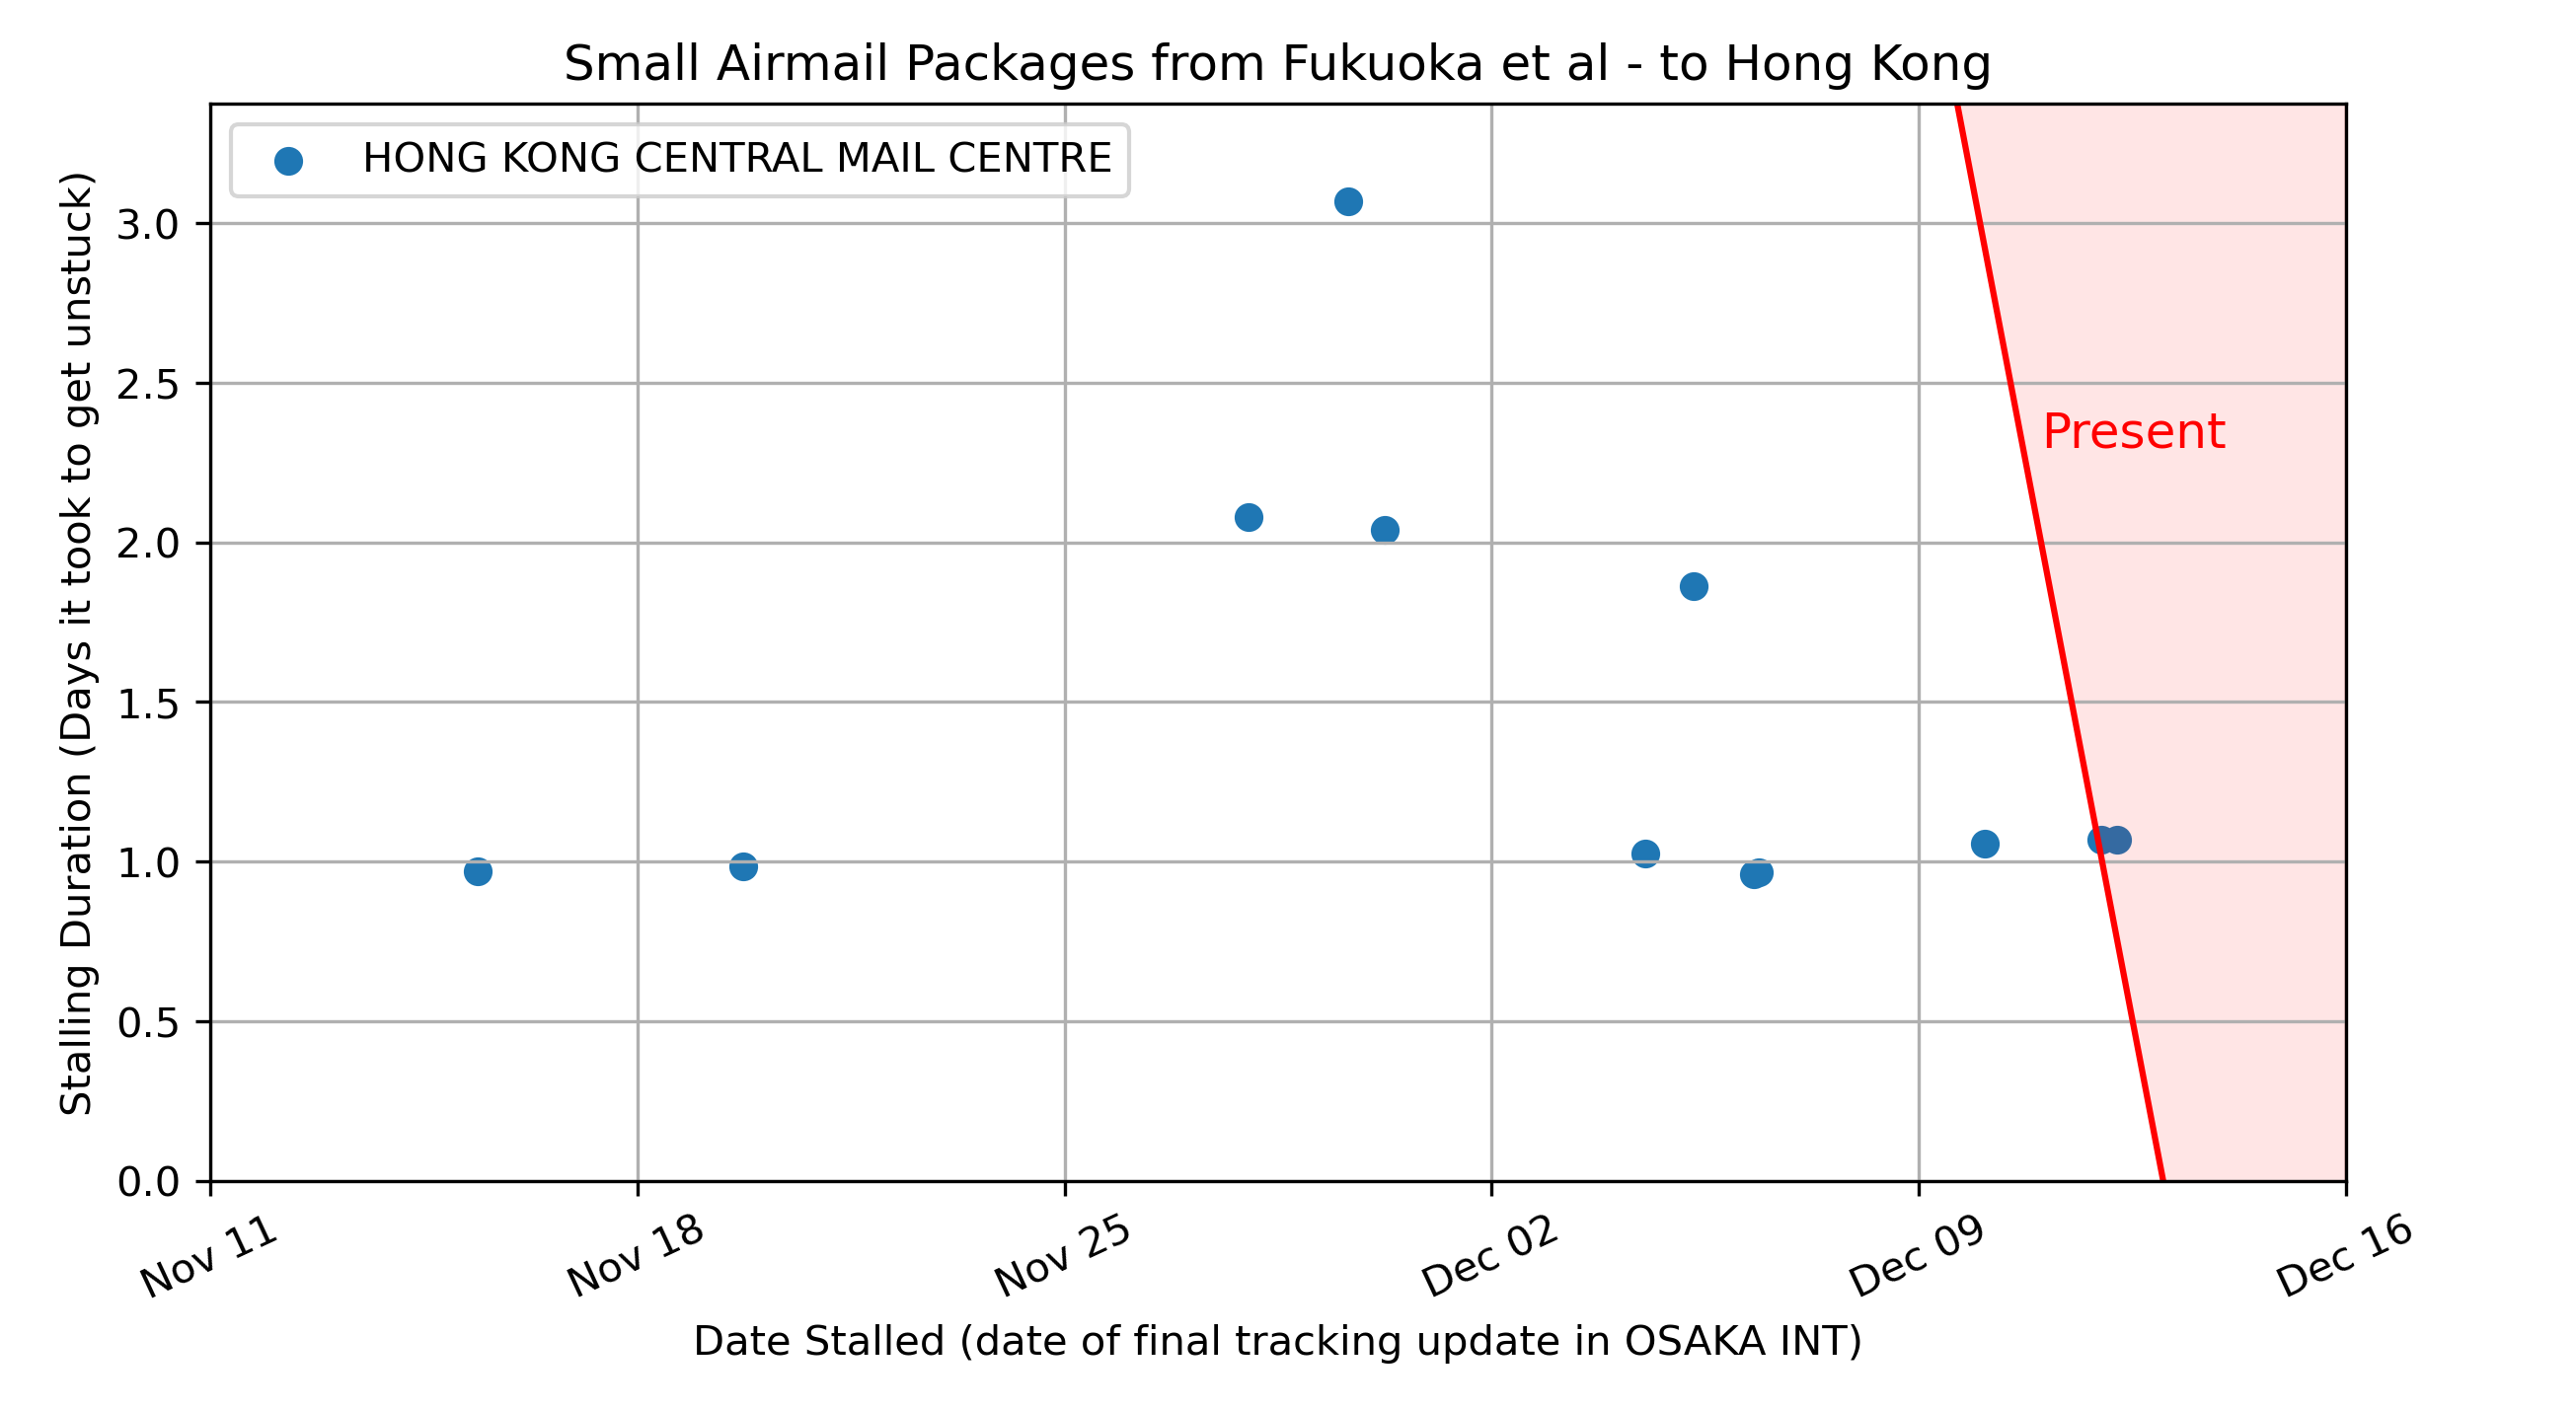 Small Airmail Packages from Fukuoka et al - to Hong Kong
HONG KONG CENTRAL MAIL CENTRE
Present
Stalling Duration (Days it took to get unstuck)
3.0
2.5
2.0
1.5
1.0
0.5
0.0
Nov 11
Nov 18
Nov 25
Dec 02
Dec 09
Dec 16
Date Stalled (date of final tracking update in OSAKA INT)